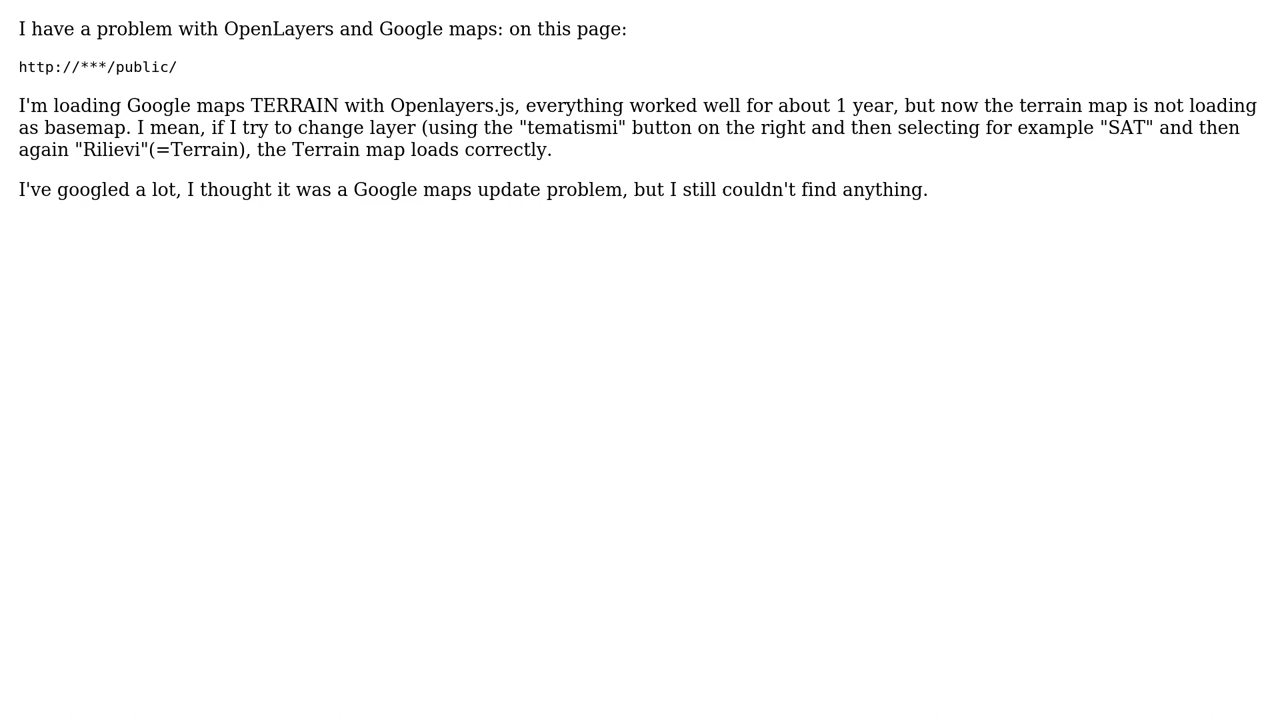 I have a problem with OpenLayers and Google maps: on this page:
http://***/public/
I'm loading Google maps TERRAIN with Openlayers.js, everything worked well for about 1 year, but now the terrain map is not loading
as basemap. I mean, if I try to change layer (using the "tematismi" button on the right and then selecting for example "SAT" and then
again "Rilievi"(=Terrain), the Terrain map loads correctly.
I've googled a lot, I thought it was a Google maps update problem, but I still couldn't find anything.